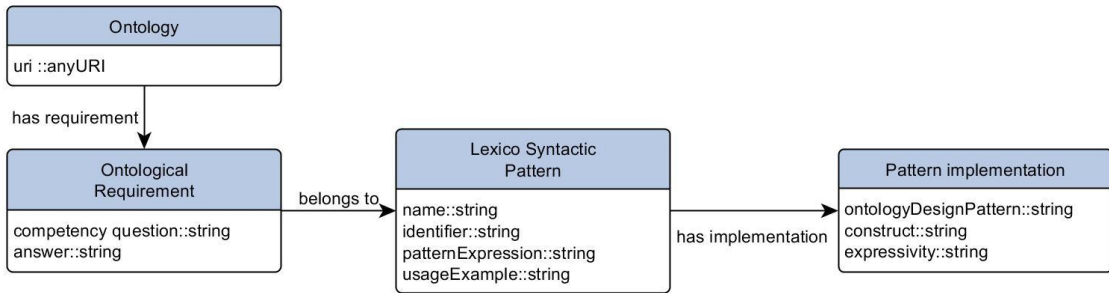 Ontology
uri ::anyURI
has requirement
Ontological
Requirement
competency question::string
answer::string
belongs to
Lexico Syntactic
Pattern
name::string
identifier::string
patternExpression::string
usageExample::string
has implementation
Pattern implementation
ontologyDesignPattern::string
construct::string
expressivity::string